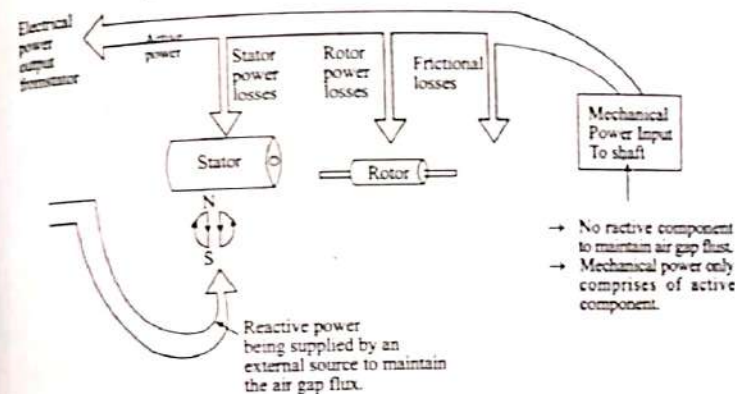 Electrical
power
output
fromstator
Active
power
Stator
power
losses
Rotor
power
losses
Frictional
losses
Mechanical
Power Input
To shaft
Stator
Rotor
N
S
→ No ractive component
to maintain air gap flust.
→ Mechanical power only
comprises of active
component.
Reactive power
being supplied by an
external source to maintain
the air gap flux.